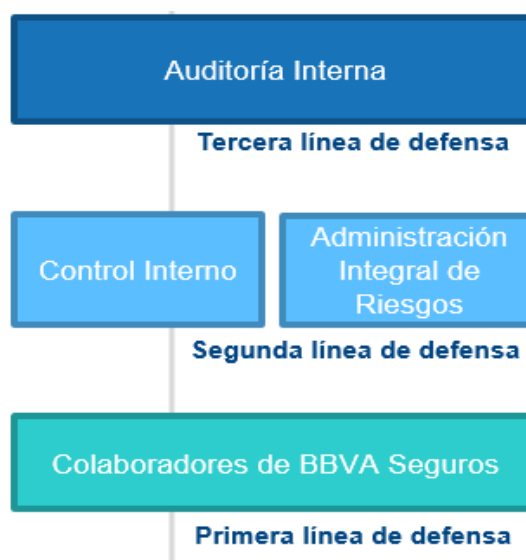 Auditoría Interna
Tercera línea de defensa
Control Interno
Administración
Integral de
Riesgos
Segunda línea de defensa
Colaboradores de BBVA Seguros
Primera línea de defensa